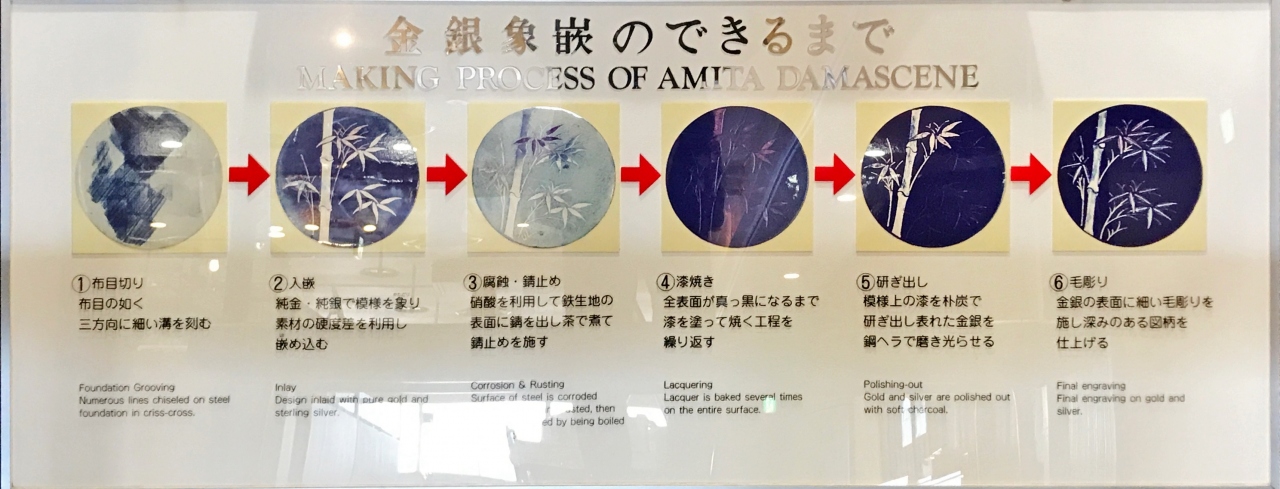 金銀象嵌のできるまで
MAKING PROCESS OF AMITA DAMASCENE
①布目切り
布目の如く
三方向に細い溝を刻む
Foundation Grooving
Numerous lines chiseled on steel
foundation in criss-cross.
②入嵌
純金・純銀で模様を象り
素材の硬度差を利用し
嵌め込む
Inlay
Design inlaid with pure gold and
sterling silver.
③腐蝕・錆止め
硝酸を利用して鉄生地の
表面に錆を出し茶で煮て
錆止めを施す
Corrosion & Rusting
Surface of steel is corroded
then
by being boiled
④漆焼き
全表面が真っ黒になるまで
漆を塗って焼く工程を
繰り返す
Lacquering
Lacquer is baked several times
on the entire surface.
⑤研ぎ出し
模様上の漆を朴炭で
研ぎ出し表れた金銀を
鋼ヘラで磨き光らせる
Polishing-out
Gold and silver are polished out
with soft charcoal.
⑥毛彫り
金銀の表面に細い毛彫りを
施し深みのある図柄を
仕上げる
Final engraving
Final engraving on gold and
silver.